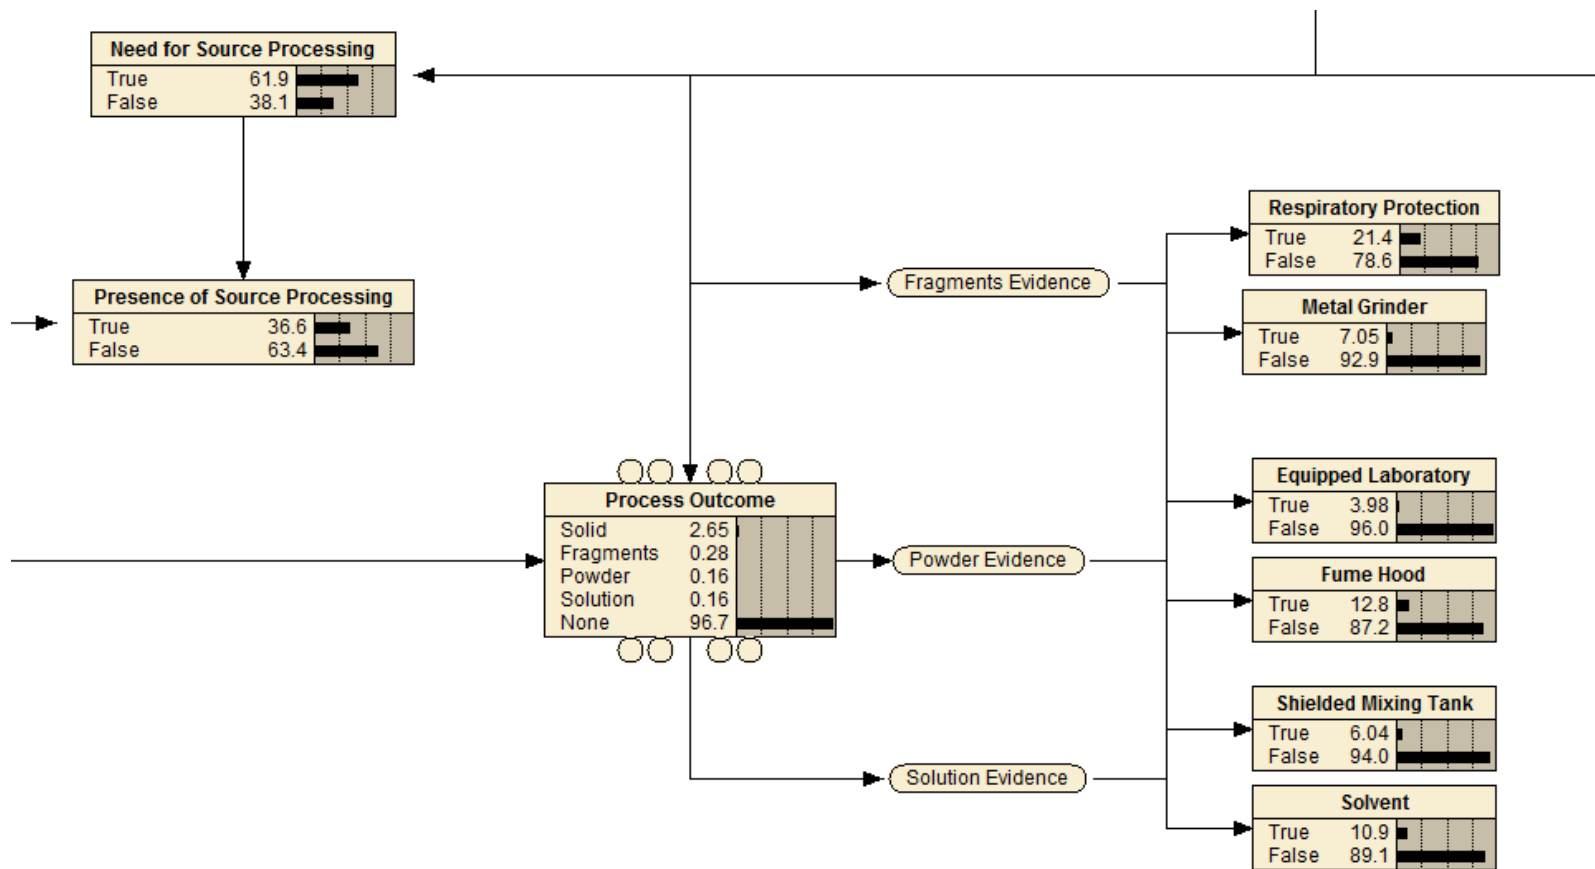 Need for Source Processing
True 61.9
False 38.1
Presence of Source Processing
True 36.6
False 63.4
Process Outcome
Solid 2.65
Fragments 0.28
Powder 0.16
Solution 0.16
None 96.7
Fragments Evidence
Powder Evidence
Solution Evidence
Respiratory Protection
True 21.4
False 78.6
Metal Grinder
True 7.05
False 92.9
Equipped Laboratory
True 3.98
False 96.0
Fume Hood
True 12.8
False 87.2
Shielded Mixing Tank
True 6.04
False 94.0
Solvent
True 10.9
False 89.1